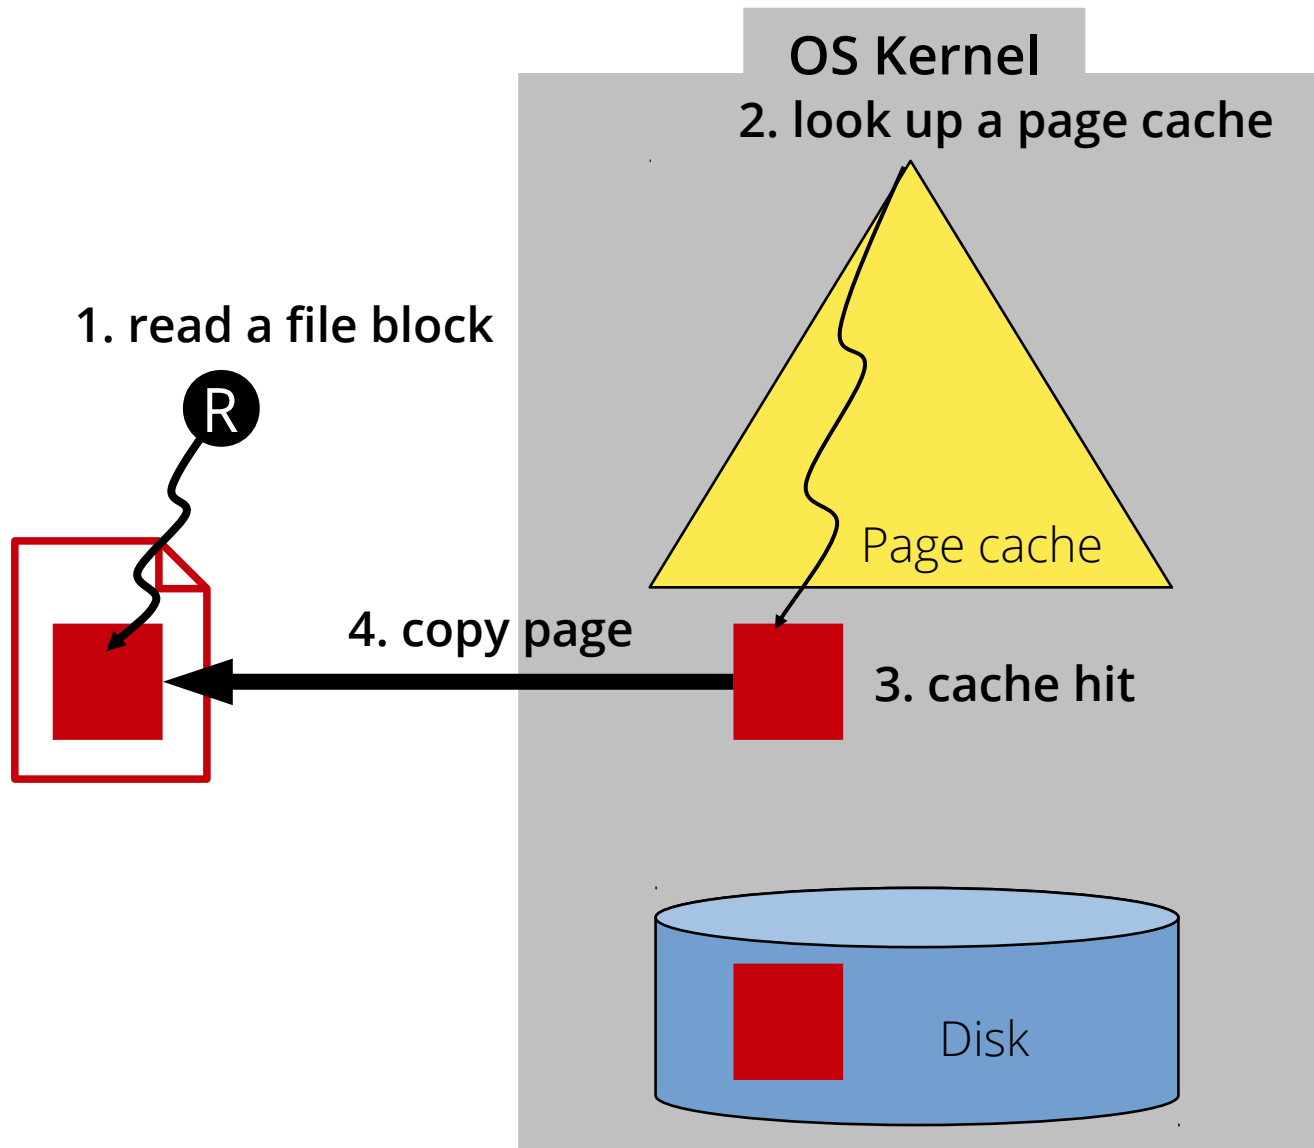 OS Kernel
2. look up a page cache
1. read a file block
R
Page cache
4. copy page
3. cache hit
Disk